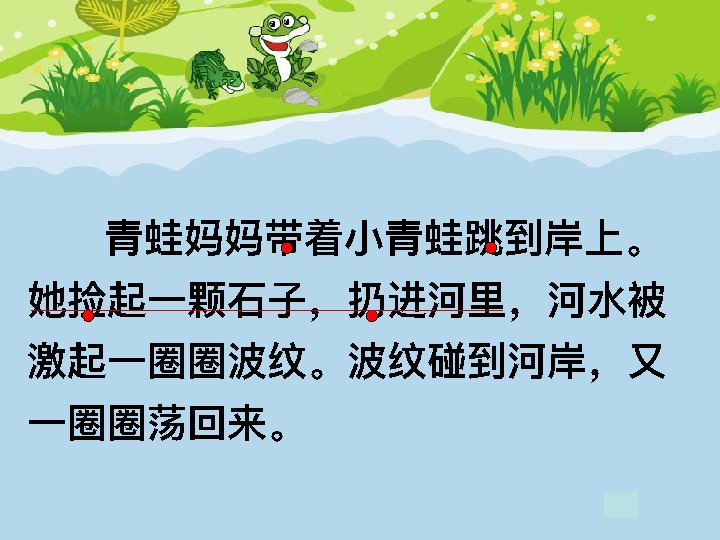 青蛙妈妈带着小青蛙跳到岸上。
她捡起一颗石子，扔进河里，河水被
激起一圈圈波纹。波纹碰到河岸，又
一圈圈荡回来。